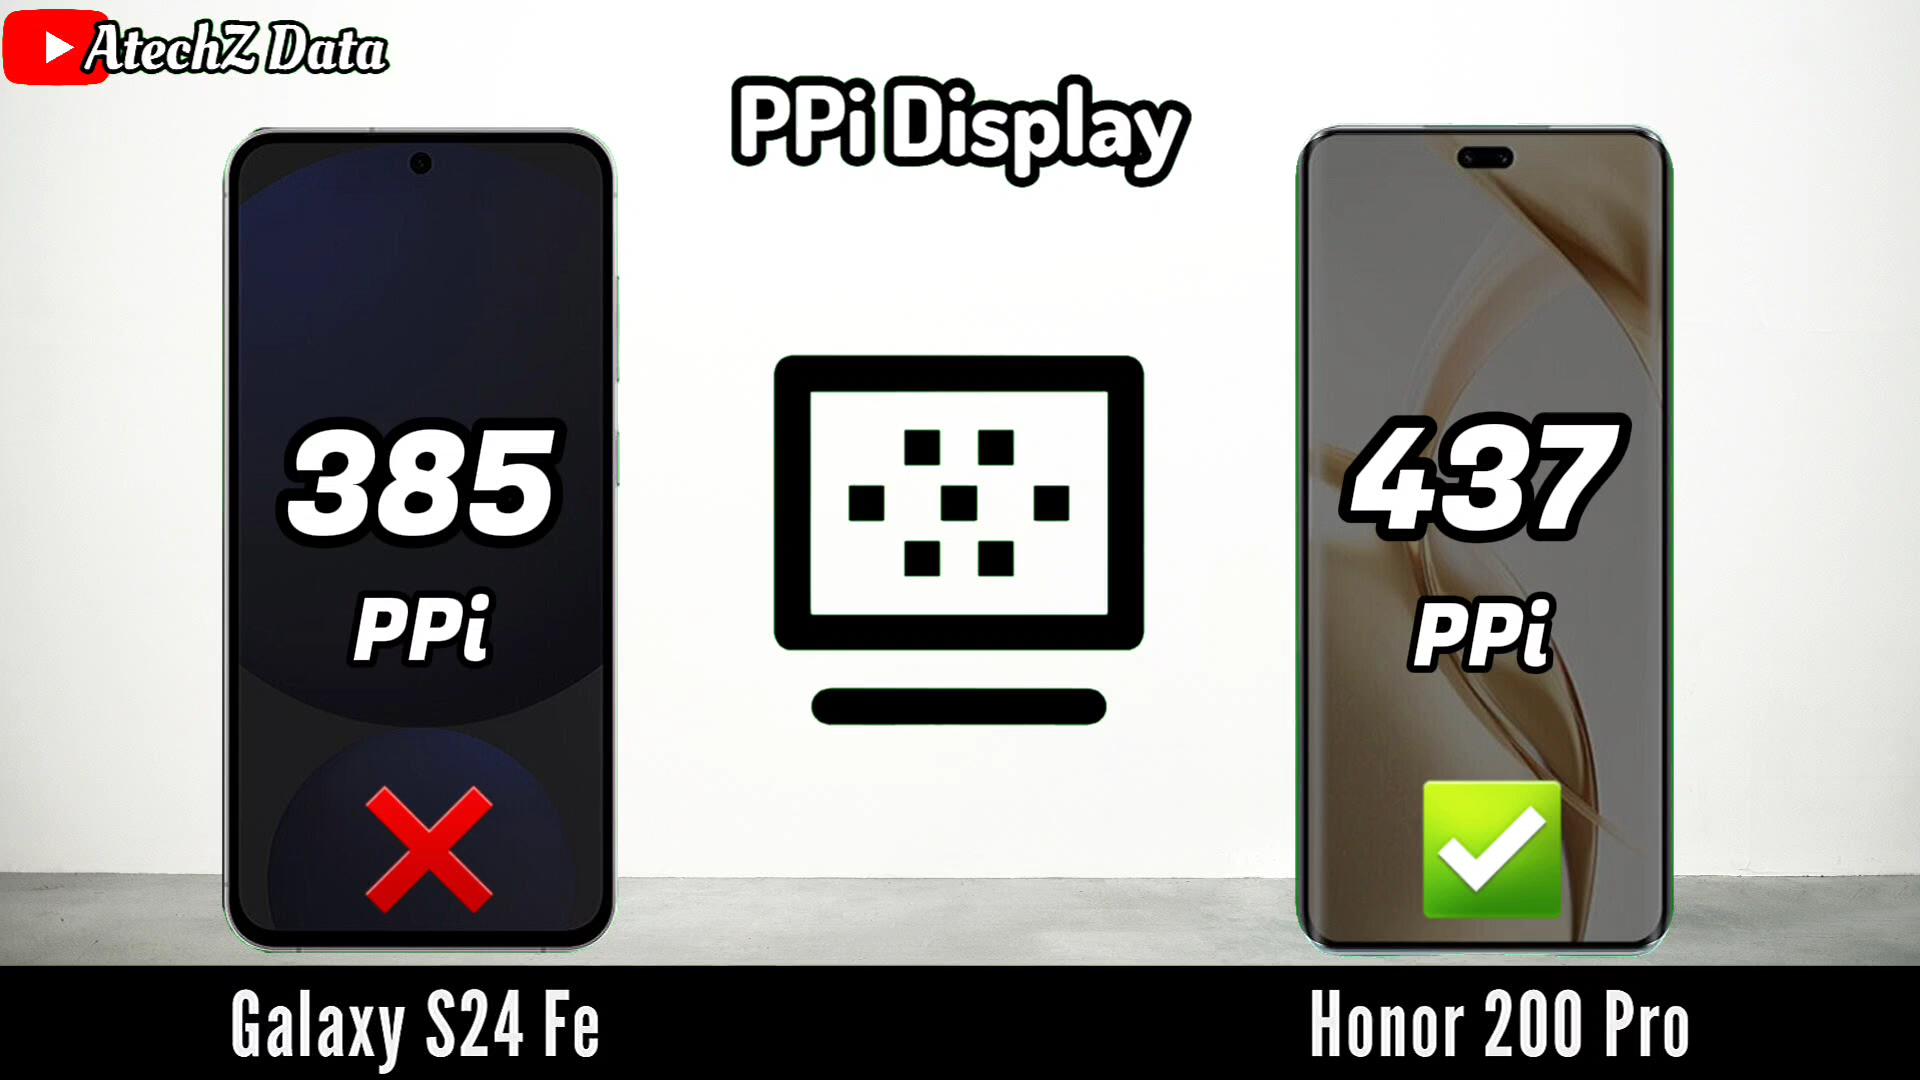 AtechZ Data
PPi Display
385
PPi
437
PPi
Galaxy S24 Fe
Honor 200 Pro